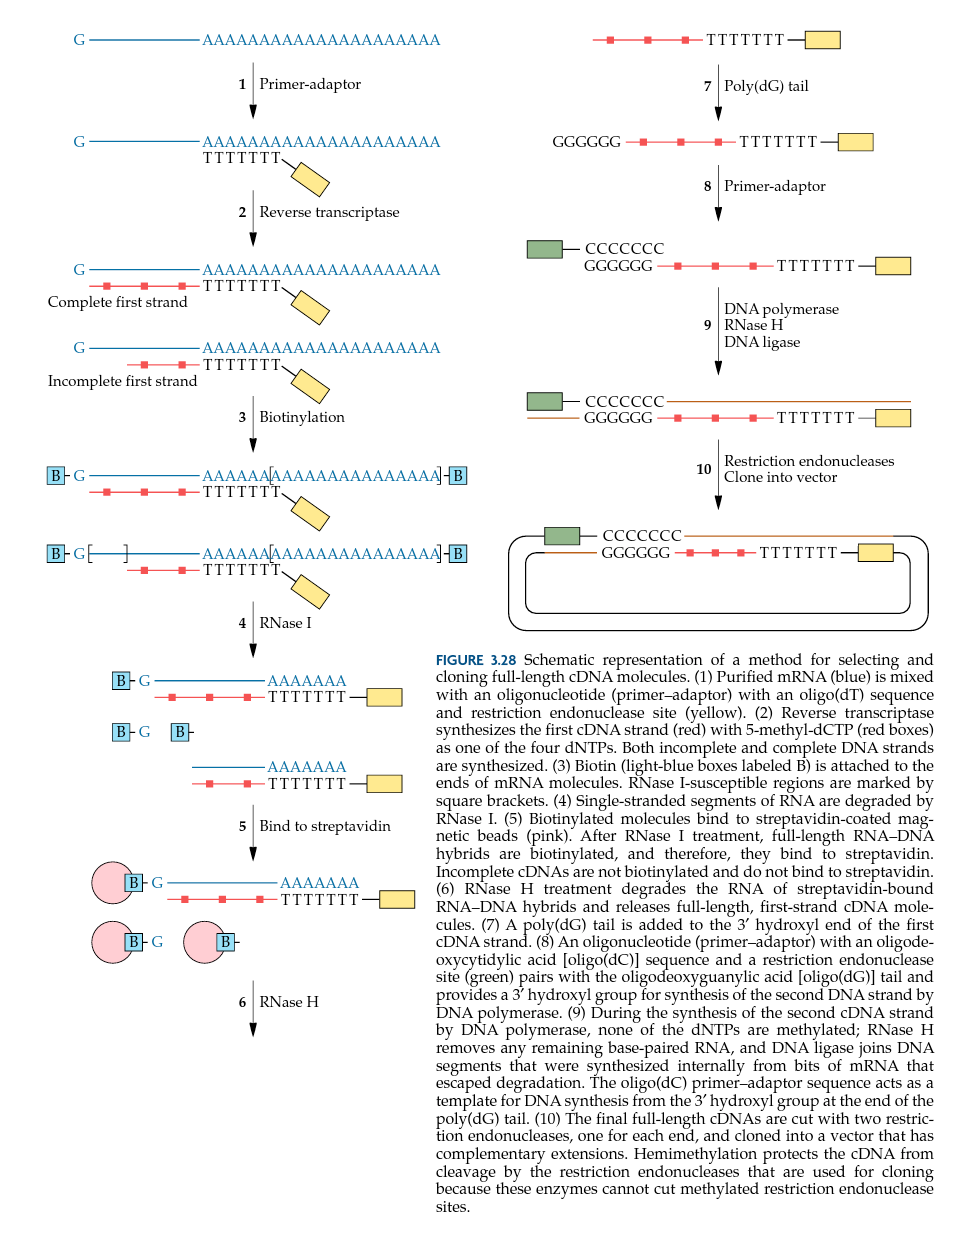 G AAAAAAAAAAAAAAAAAAAAA
1 Primer-adaptor
G AAAAAAAAAAAAAAAAAAAAA
TTTTTTT
2 Reverse transcriptase
G AAAAAAAAAAAAAAAAAAAAA
TTTTTTT
Complete first strand
G AAAAAAAAAAAAAAAAAAAAA
TTTTTTT
Incomplete first strand
3 Biotinylation
B G AAAAAA[AAAAAAAAAAAAAAA] B
TTTTTTT
B G [ ] AAAAAA[AAAAAAAAAAAAAAA] B
TTTTTTT
4 RNase I
B G AAAAAAA
TTTTTTT
B G B
AAAAAAA
TTTTTTT
5 Bind to streptavidin
B G AAAAAAA
TTTTTTT
B G B
6 RNase H
TTTTTTT
7 Poly(dG) tail
GGGGGG TTTTTTT
8 Primer-adaptor
CCCCCCC
GGGGGG TTTTTTT
DNA polymerase
9 RNase H
DNA ligase
CCCCCCC
GGGGGG TTTTTTT
10 Restriction endonucleases
Clone into vector
CCCCCCC
GGGGGG TTTTTTT
FIGURE 3.28 Schematic representation of a method for selecting and
cloning full-length cDNA molecules. (1) Purified mRNA (blue) is mixed
with an oligonucleotide (primer–adaptor) with an oligo(dT) sequence
and restriction endonuclease site (yellow). (2) Reverse transcriptase
synthesizes the first cDNA strand (red) with 5-methyl-dCTP (red boxes)
as one of the four dNTPs. Both incomplete and complete DNA strands
are synthesized. (3) Biotin (light-blue boxes labeled B) is attached to the
ends of mRNA molecules. RNase I-susceptible regions are marked by
square brackets. (4) Single-stranded segments of RNA are degraded by
RNase I. (5) Biotinylated molecules bind to streptavidin-coated mag-
netic beads (pink). After RNase I treatment, full-length RNA–DNA
hybrids are biotinylated, and therefore, they bind to streptavidin.
Incomplete cDNAs are not biotinylated and do not bind to streptavidin.
(6) RNase H treatment degrades the RNA of streptavidin-bound
RNA–DNA hybrids and releases full-length, first-strand cDNA mole-
cules. (7) A poly(dG) tail is added to the 3′ hydroxyl end of the first
cDNA strand. (8) An oligonucleotide (primer–adaptor) with an oligode-
oxycytidylic acid [oligo(dC)] sequence and a restriction endonuclease
site (green) pairs with the oligodeoxyguanylic acid [oligo(dG)] tail and
provides a 3′ hydroxyl group for synthesis of the second DNA strand by
DNA polymerase. (9) During the synthesis of the second cDNA strand
by DNA polymerase, none of the dNTPs are methylated; RNase H
removes any remaining base-paired RNA, and DNA ligase joins DNA
segments that were synthesized internally from bits of mRNA that
escaped degradation. The oligo(dC) primer–adaptor sequence acts as a
template for DNA synthesis from the 3′ hydroxyl group at the end of the
poly(dG) tail. (10) The final full-length cDNAs are cut with two restric-
tion endonucleases, one for each end, and cloned into a vector that has
complementary extensions. Hemimethylation protects the cDNA from
cleavage by the restriction endonucleases that are used for cloning
because these enzymes cannot cut methylated restriction endonuclease
sites.